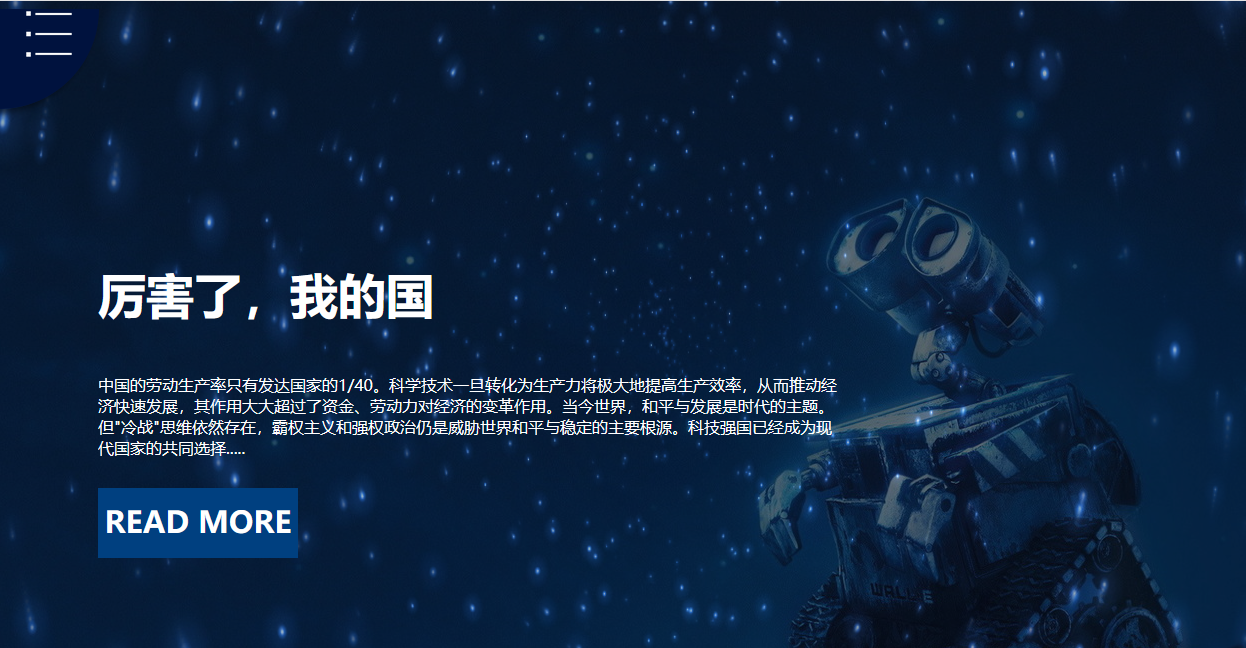 厉害了，我的国
中国的劳动生产率只有发达国家的1/40。科学技术一旦转化为生产力将极大地提高生产效率，从而推动经
济快速发展，其作用大大超过了资金、劳动力对经济的变革作用。当今世界，和平与发展是时代的主题。
但"冷战"思维依然存在，霸权主义和强权政治仍是威胁世界和平与稳定的主要根源。科技强国已经成为现
代国家的共同选择.....
READ MORE
WALL E